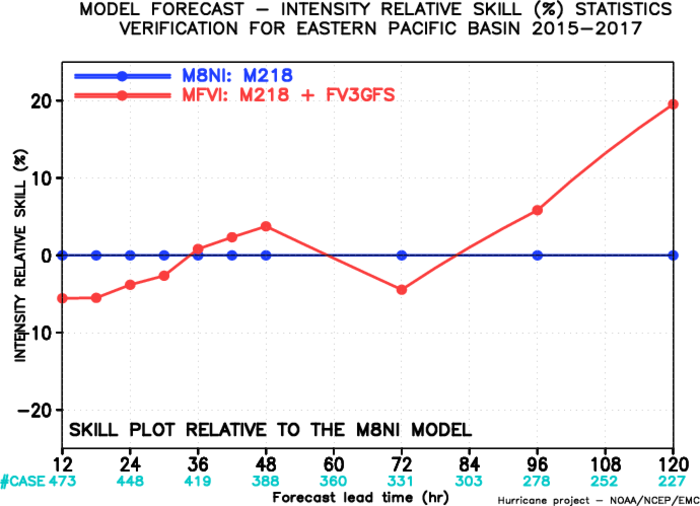 MODEL FORECAST – INTENSITY RELATIVE SKILL (%) STATISTICS
VERIFICATION FOR EASTERN PACIFIC BASIN 2015–2017
M8NI: M218
MFVI: M218 + FV3GFS
INTENSITY RELATIVE SKILL (%)
20
10
0
-10
-20
SKILL PLOT RELATIVE TO THE M8NI MODEL
12 24 36 48 60 72 84 96 108 120
#CASE 473 448 419 388 360 331 303 278 252 227
Forecast lead time (hr)
Hurricane project – NOAA/NCEP/EMC